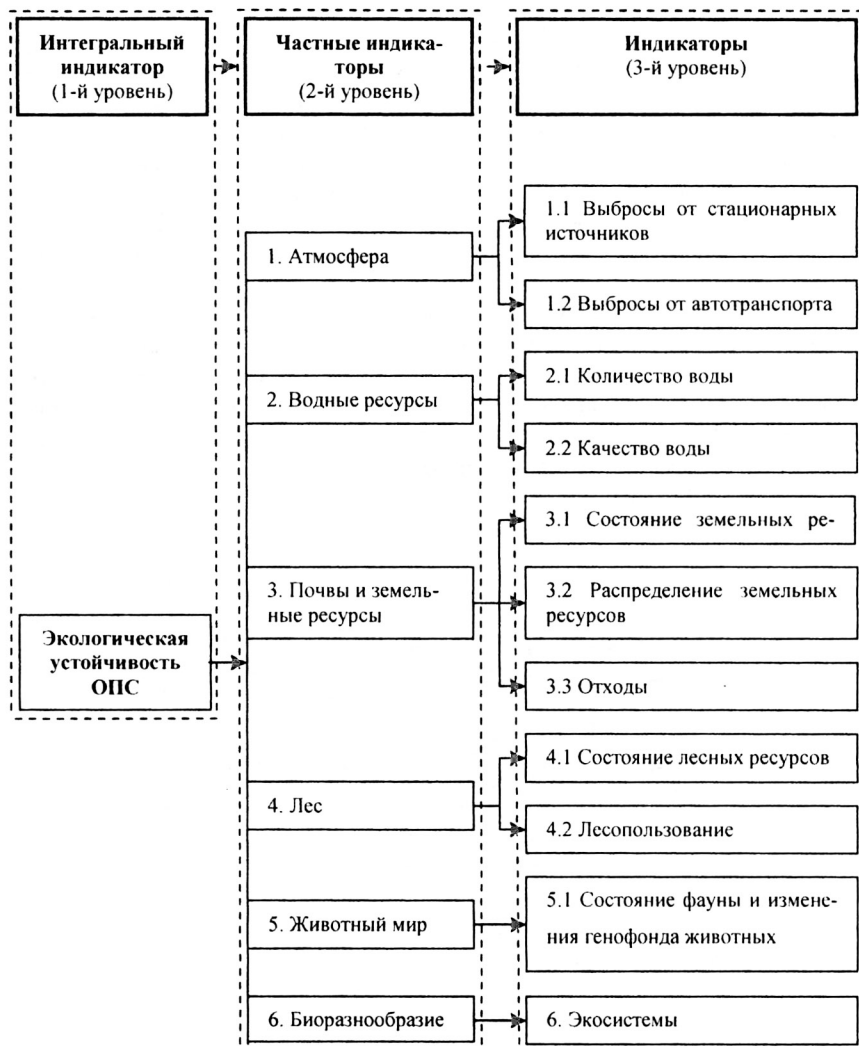 Интегральный
индикатор
(1-й уровень)
Частные индика-
торы
(2-й уровень)
Индикаторы
(3-й уровень)
Экологическая
устойчивость
ОПС
1. Атмосфера
1.1 Выбросы от стационарных
источников
1.2 Выбросы от автотранспорта
2. Водные ресурсы
2.1 Количество воды
2.2 Качество воды
3. Почвы и земель-
ные ресурсы
3.1 Состояние земельных ре-
3.2 Распределение земельных
ресурсов
3.3 Отходы
4. Лес
4.1 Состояние лесных ресурсов
4.2 Лесопользование
5. Животный мир
5.1 Состояние фауны и измене-
ния генофонда животных
6. Биоразнообразие
6. Экосистемы